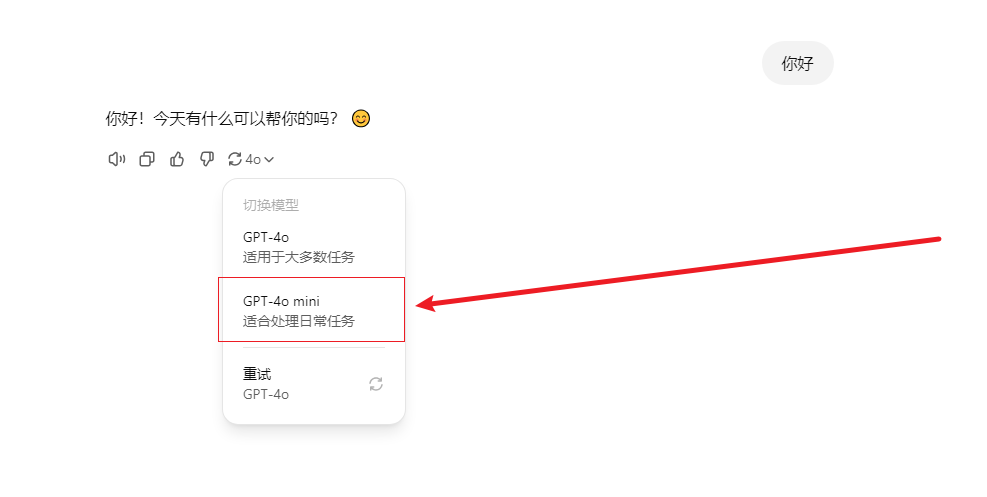 你好
你好！今天有什么可以帮你的吗？ 😊
4o
切换模型
GPT-4o
适用于大多数任务
GPT-4o mini
适合处理日常任务
重试
GPT-4o